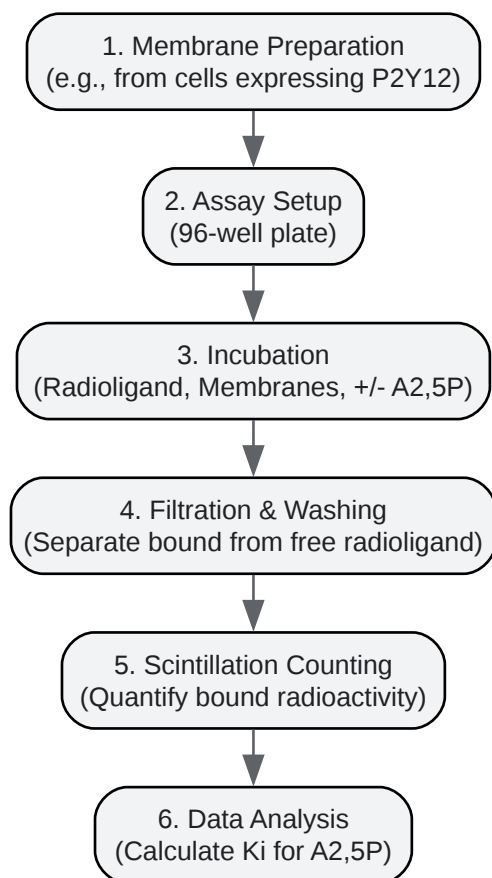 1. Membrane Preparation
(e.g., from cells expressing P2Y12)
2. Assay Setup
(96-well plate)
3. Incubation
(Radioligand, Membranes, +/- A2,5P)
4. Filtration & Washing
(Separate bound from free radioligand)
5. Scintillation Counting
(Quantify bound radioactivity)
6. Data Analysis
(Calculate Ki for A2,5P)